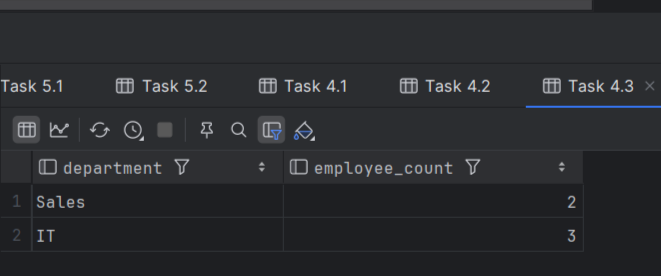 Task 5.1 Task 5.2 Task 4.1 Task 4.2 Task 4.3
department employee_count
1 Sales 2
2 IT 3